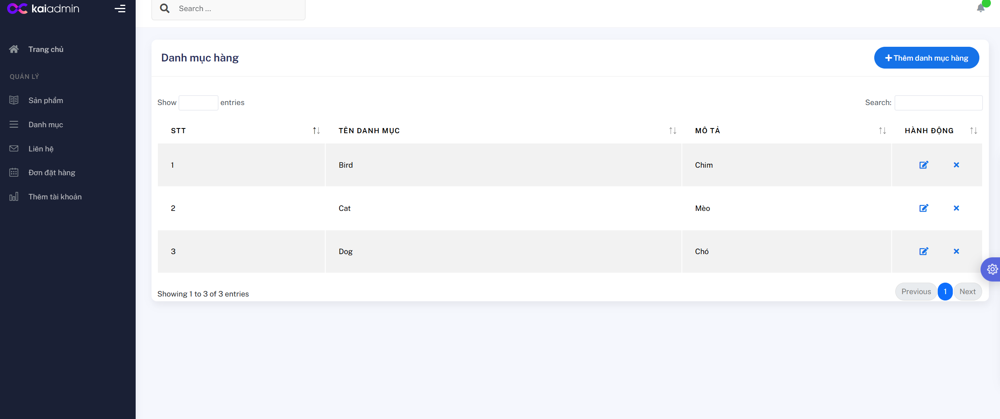 kaiadmin
Search ...
Trang chủ
QUẢN LÝ
Sản phẩm
Danh mục
Liên hệ
Đơn đặt hàng
Thêm tài khoản
Danh mục hàng
Thêm danh mục hàng
Show entries
Search:
STT TÊN DANH MỤC MÔ TẢ HÀNH ĐỘNG
1 Bird Chim
2 Cat Mèo
3 Dog Chó
Showing 1 to 3 of 3 entries
Previous 1 Next